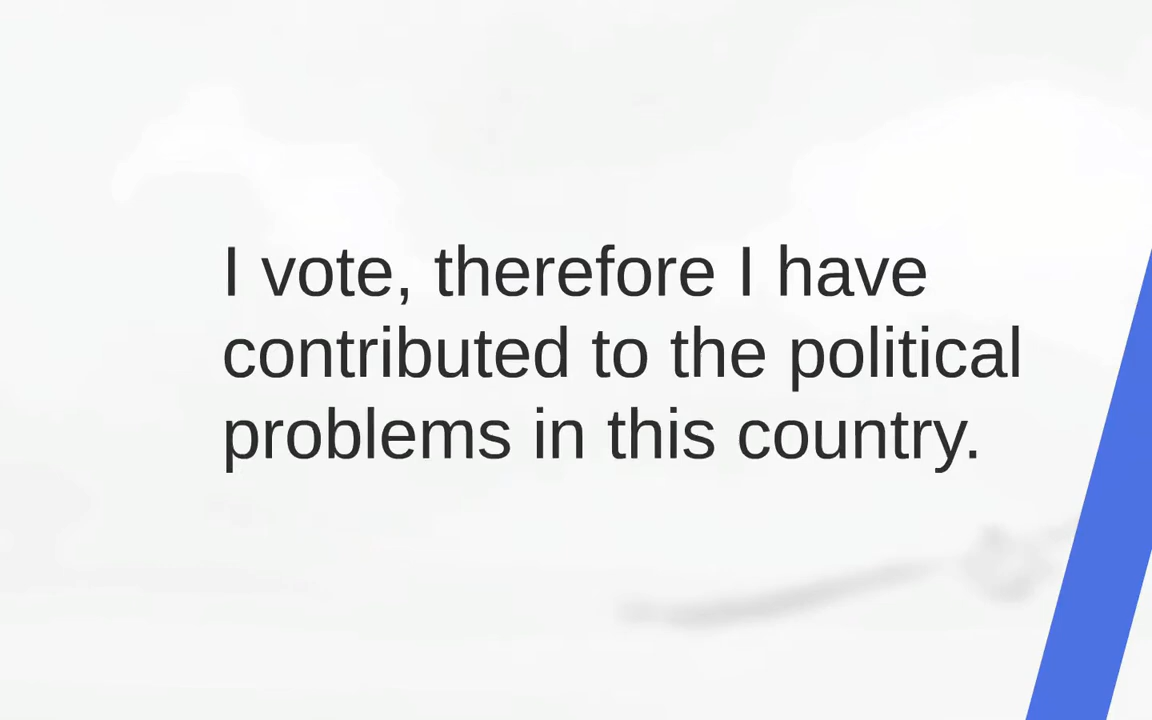 I vote, therefore I have
contributed to the political
problems in this country.